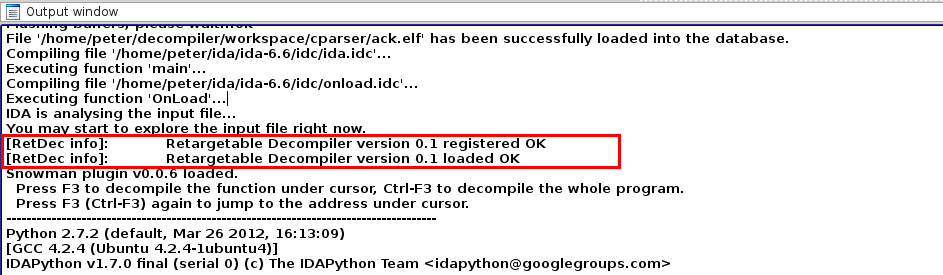 Output window
Flushing buffers, please wait...ok
File '/home/peter/decompiler/workspace/cparser/ack.elf' has been successfully loaded into the database.
Compiling file '/home/peter/ida/ida-6.6/idc/ida.idc'...
Executing function 'main'...
Compiling file '/home/peter/ida/ida-6.6/idc/onload.idc'...
Executing function 'OnLoad'...
IDA is analysing the input file...
You may start to explore the input file right now.
[RetDec info]: Retargetable Decompiler version 0.1 registered OK
[RetDec info]: Retargetable Decompiler version 0.1 loaded OK
Snowman plugin v0.0.6 loaded.
Press F3 to decompile the function under cursor, Ctrl-F3 to decompile the whole program.
Press F3 (Ctrl-F3) again to jump to the address under cursor.
---------------------------------------------------------------------------------------------
Python 2.7.2 (default, Mar 26 2012, 16:13:09)
[GCC 4.2.4 (Ubuntu 4.2.4-1ubuntu4)]
IDAPython v1.7.0 final (serial 0) (c) The IDAPython Team <idapython@googlegroups.com>